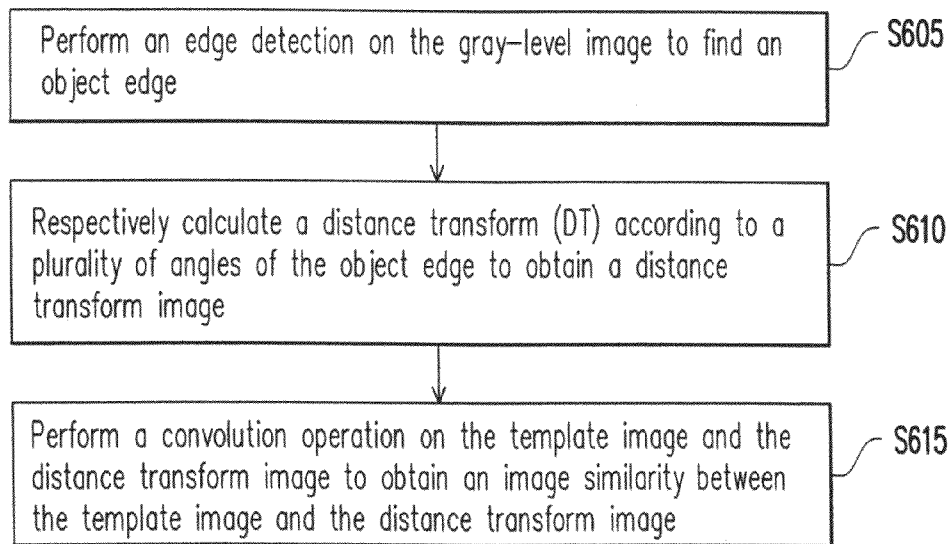 Perform an edge detection on the gray-level image to find an
object edge
S605
Respectively calculate a distance transform (DT) according to a
plurality of angles of the object edge to obtain a distance
transform image
S610
Perform a convolution operation on the template image and the
distance transform image to obtain an image similarity between
the template image and the distance transform image
S615